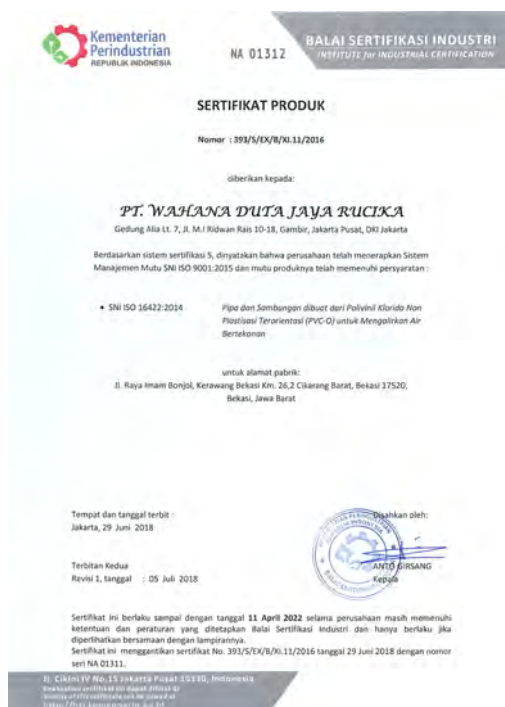 Kementerian
Perindustrian
REPUBLIK INDONESIA
NA 01312
BALAI SERTIFIKASI INDUSTRI
INSTITUTE for INDUSTRIAL CERTIFICATION
SERTIFIKAT PRODUK
Nomor : 393/S/EX/B/XI.11/2016
diberikan kepada:
PT. WAHANA DUTA JAYA RUCIKA
Gedung Alia Lt. 7, Jl. M.I Ridwan Rais 10-18, Gambir, Jakarta Pusat, DKI Jakarta
Berdasarkan sistem sertifikasi 5, dinyatakan bahwa perusahaan telah menerapkan Sistem
Manajemen Mutu SNI ISO 9001:2015 dan mutu produknya telah memenuhi persyaratan :
• SNI ISO 16422:2014
Pipa dan Sambungan dibuat dari Polivinil Klorida Non
Plastisasi Terorientasi (PVC-O) untuk Mengalirkan Air
Bertekanan
untuk alamat pabrik:
Jl. Raya Imam Bonjol, Kerawang Bekasi Km. 26,2 Cikarang Barat, Bekasi 17520,
Bekasi, Jawa Barat
Tempat dan tanggal terbit :
Jakarta, 29 Juni 2018
Disahkan oleh:
Terbitan Kedua
Revisi 1, tanggal : 05 Juli 2018
ANTO GIRSANG
Kepala
Sertifikat ini berlaku sampai dengan tanggal 11 April 2022 selama perusahaan masih memenuhi
ketentuan dan peraturan yang ditetapkan Balai Sertifikasi Industri dan hanya berlaku jika
diperlihatkan bersamaan dengan lampirannya.
Sertifikat ini menggantikan sertifikat No. 393/S/EX/B/XI.11/2016 tanggal 29 Juni 2018 dengan nomor
seri NA 01311.
Jl. Cikini IV No.15 Jakarta Pusat 10330, Indonesia